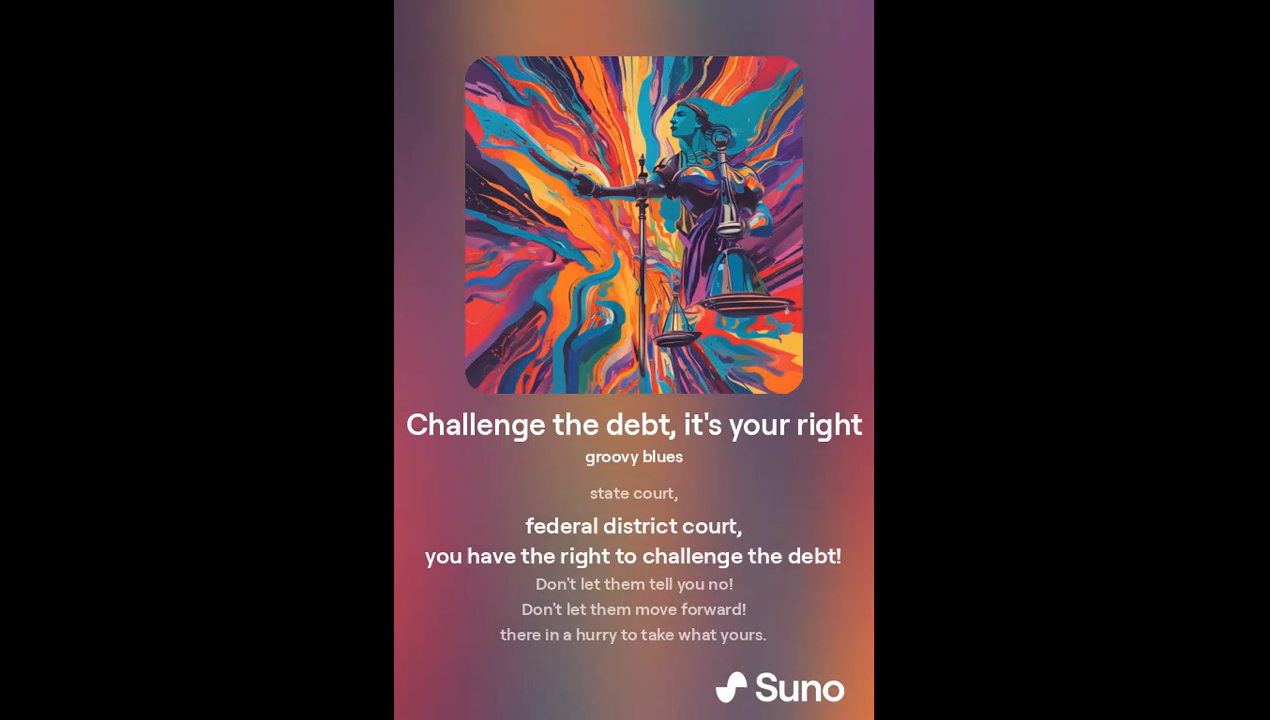 Challenge the debt, it's your right
groovy blues
state court,
federal district court,
you have the right to challenge the debt!
Don't let them tell you no!
Don't let them move forward!
there in a hurry to take what yours.
Suno